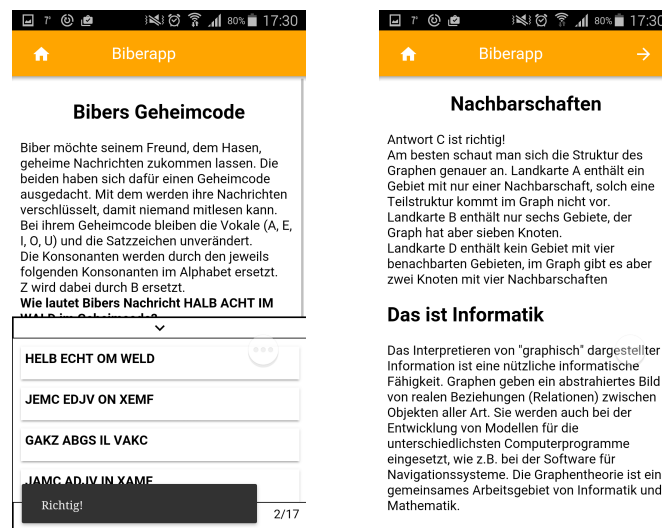 7° 80% 17:30
Biberapp
Bibers Geheimcode
Biber möchte seinem Freund, dem Hasen,
geheime Nachrichten zukommen lassen. Die
beiden haben sich dafür einen Geheimcode
ausgedacht. Mit dem werden ihre Nachrichten
verschlüsselt, damit niemand mitlesen kann.
Bei ihrem Geheimcode bleiben die Vokale (A, E,
I, O, U) und die Satzzeichen unverändert.
Die Konsonanten werden durch den jeweils
folgenden Konsonanten im Alphabet ersetzt.
Z wird dabei durch B ersetzt.
Wie lautet Bibers Nachricht HALB ACHT IM
WALD im Geheimcode?
HELB ECHT OM WELD
JEMC EDJV ON XEMF
GAKZ ABGS IL VAKC
JAMC ADJV IN XAMF
Richtig!
2/17
7° 80% 17:30
Biberapp
Nachbarschaften
Antwort C ist richtig!
Am besten schaut man sich die Struktur des
Graphen genauer an. Landkarte A enthält ein
Gebiet mit nur einer Nachbarschaft, solch eine
Teilstruktur kommt im Graph nicht vor.
Landkarte B enthält nur sechs Gebiete, der
Graph hat aber sieben Knoten.
Landkarte D enthält kein Gebiet mit vier
benachbarten Gebieten, im Graph gibt es aber
zwei Knoten mit vier Nachbarschaften
Das ist Informatik
Das Interpretieren von "graphisch" dargestellter
Information ist eine nützliche informatische
Fähigkeit. Graphen geben ein abstrahiertes Bild
von realen Beziehungen (Relationen) zwischen
Objekten aller Art. Sie werden auch bei der
Entwicklung von Modellen für die
unterschiedlichsten Computerprogramme
eingesetzt, wie z.B. bei der Software für
Navigationssysteme. Die Graphentheorie ist ein
gemeinsames Arbeitsgebiet von Informatik und
Mathematik.